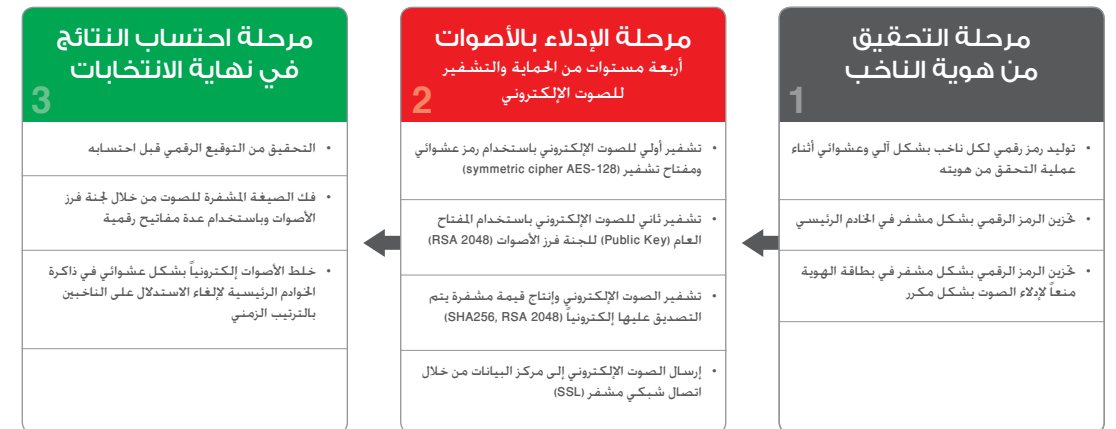 مرحلة التحقيق
من هوية الناخب
1
• توليد رمز رقمي لكل ناخب بشكل آلي وعشوائي أثناء
عملية التحقق من هويته
• تخزين الرمز الرقمي بشكل مشفر في الخادم الرئيسي
• تخزين الرمز الرقمي بشكل مشفر في بطاقة الهوية
منعاً لإدلاء الصوت بشكل مكرر
مرحلة الإدلاء بالأصوات
أربعة مستوات من الحماية والتشفير
للصوت الإلكتروني
2
• تشفير أولي للصوت الإلكتروني باستخدام رمز عشوائي
ومفتاح تشفير (symmetric cipher AES-128)
• تشفير ثاني للصوت الإلكتروني باستخدام المفتاح
العام (Public Key) للجنة فرز الأصوات (RSA 2048)
• تشفير الصوت الإلكتروني وإنتاج قيمة مشفرة يتم
التصديق عليها إلكترونياً (SHA256, RSA 2048)
• إرسال الصوت الإلكتروني إلى مركز البيانات من خلال
اتصال شبكي مشفر (SSL)
مرحلة احتساب النتائج
في نهاية الانتخابات
3
• التحقيق من التوقيع الرقمي قبل احتسابه
• فك الصيغة المشفرة للصوت من خلال لجنة فرز
الأصوات وباستخدام عدة مفاتيح رقمية
• خلط الأصوات إلكترونياً بشكل عشوائي في ذاكرة
الخوادم الرئيسية لإلغاء الاستدلال على الناخبين
بالترتيب الزمني